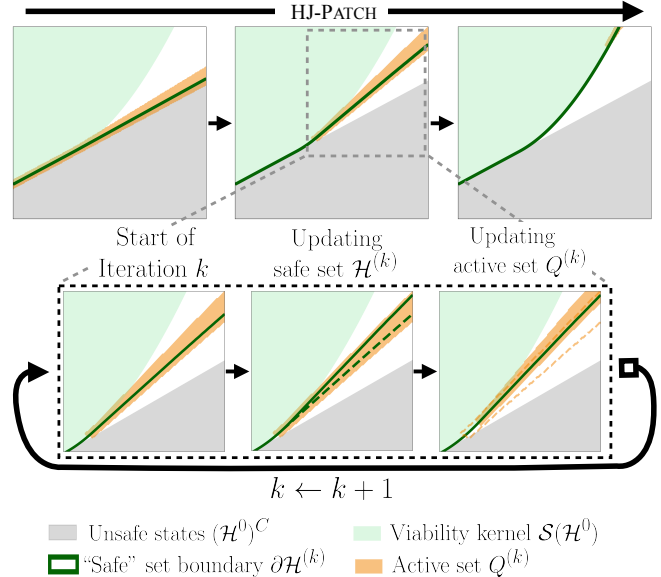 HJ-PATCH
Start of
Iteration k
Updating
safe set 𝓗^(k)
Updating
active set Q^(k)
k ← k + 1
Unsafe states (𝓗^0)^C
Viability kernel 𝒮(𝓗^0)
“Safe” set boundary ∂𝓗^(k)
Active set Q^(k)